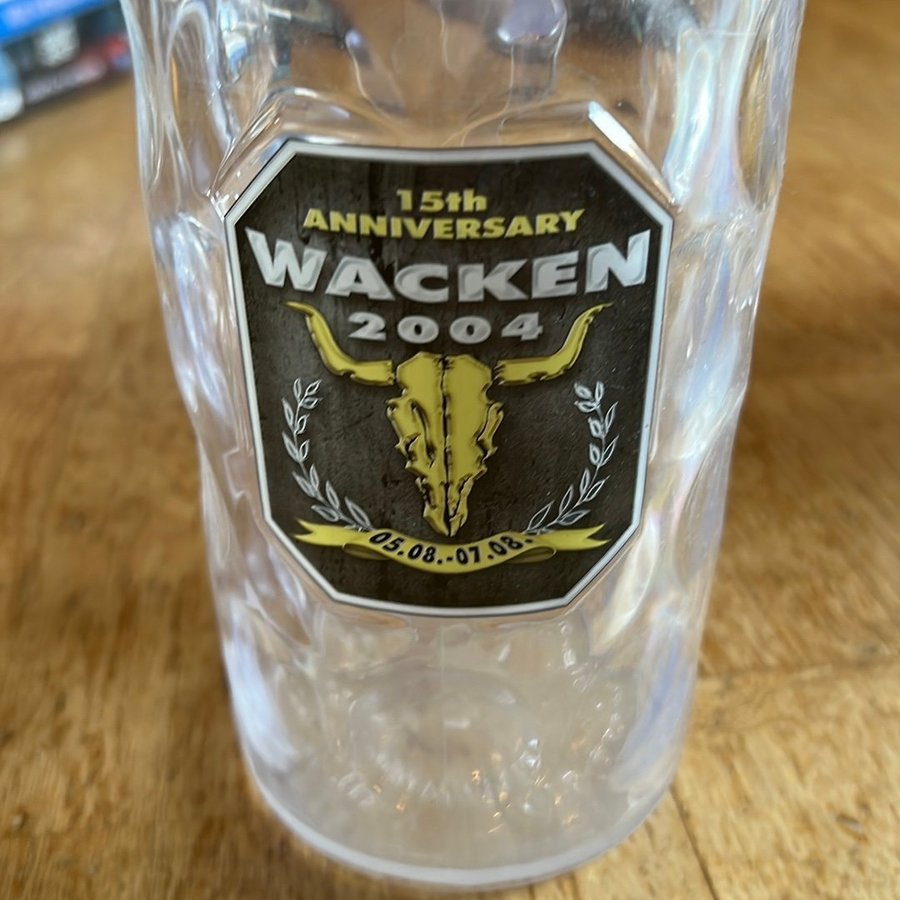 15th
ANNIVERSARY
WACKEN
2004
05.08.-07.08.